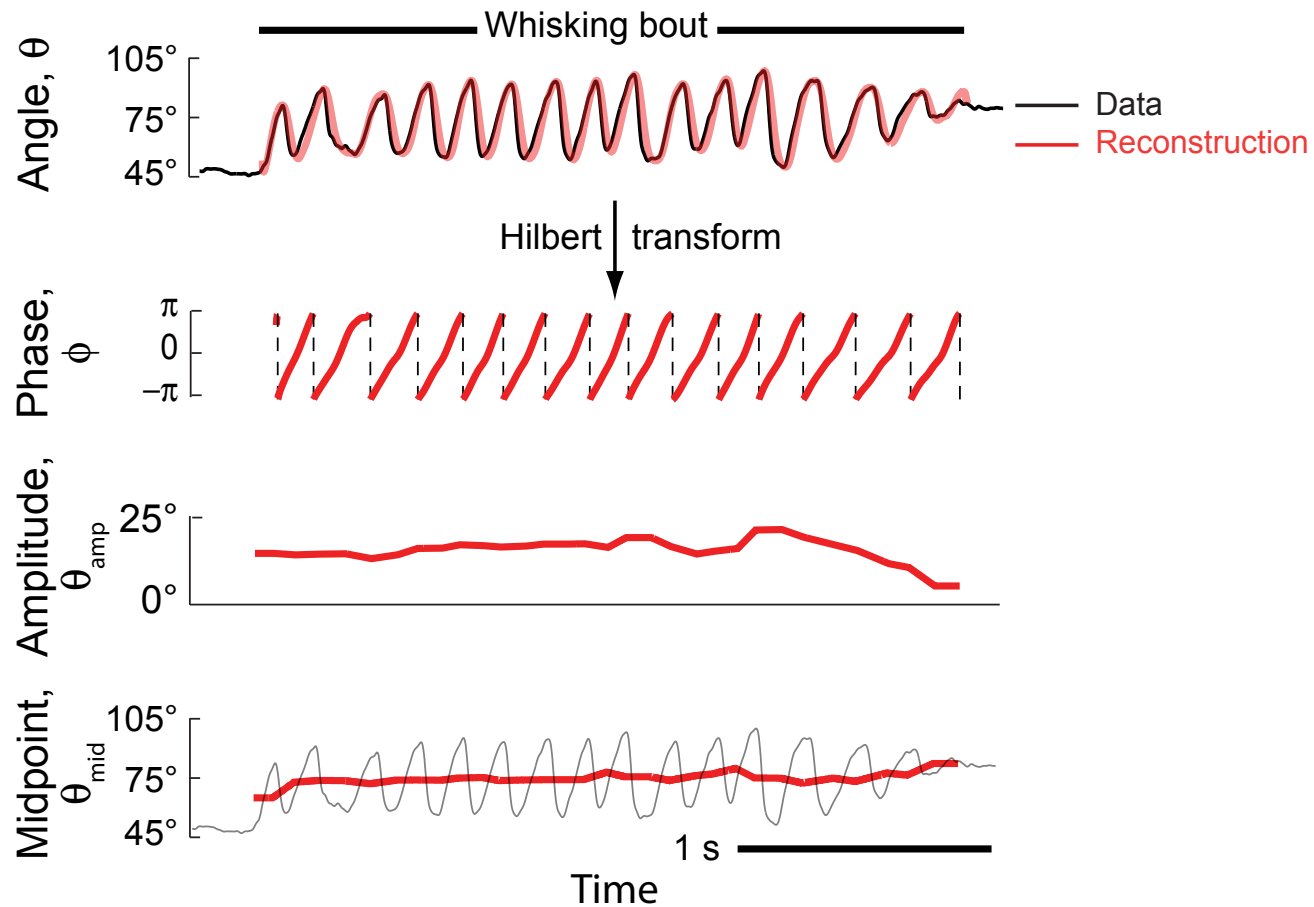 Whisking bout
Angle, θ
105°
75°
45°
Data
Reconstruction
Hilbert transform
Phase, ϕ
π
0
−π
Amplitude, θamp
25°
0°
Midpoint, θmid
105°
75°
45°
1 s
Time